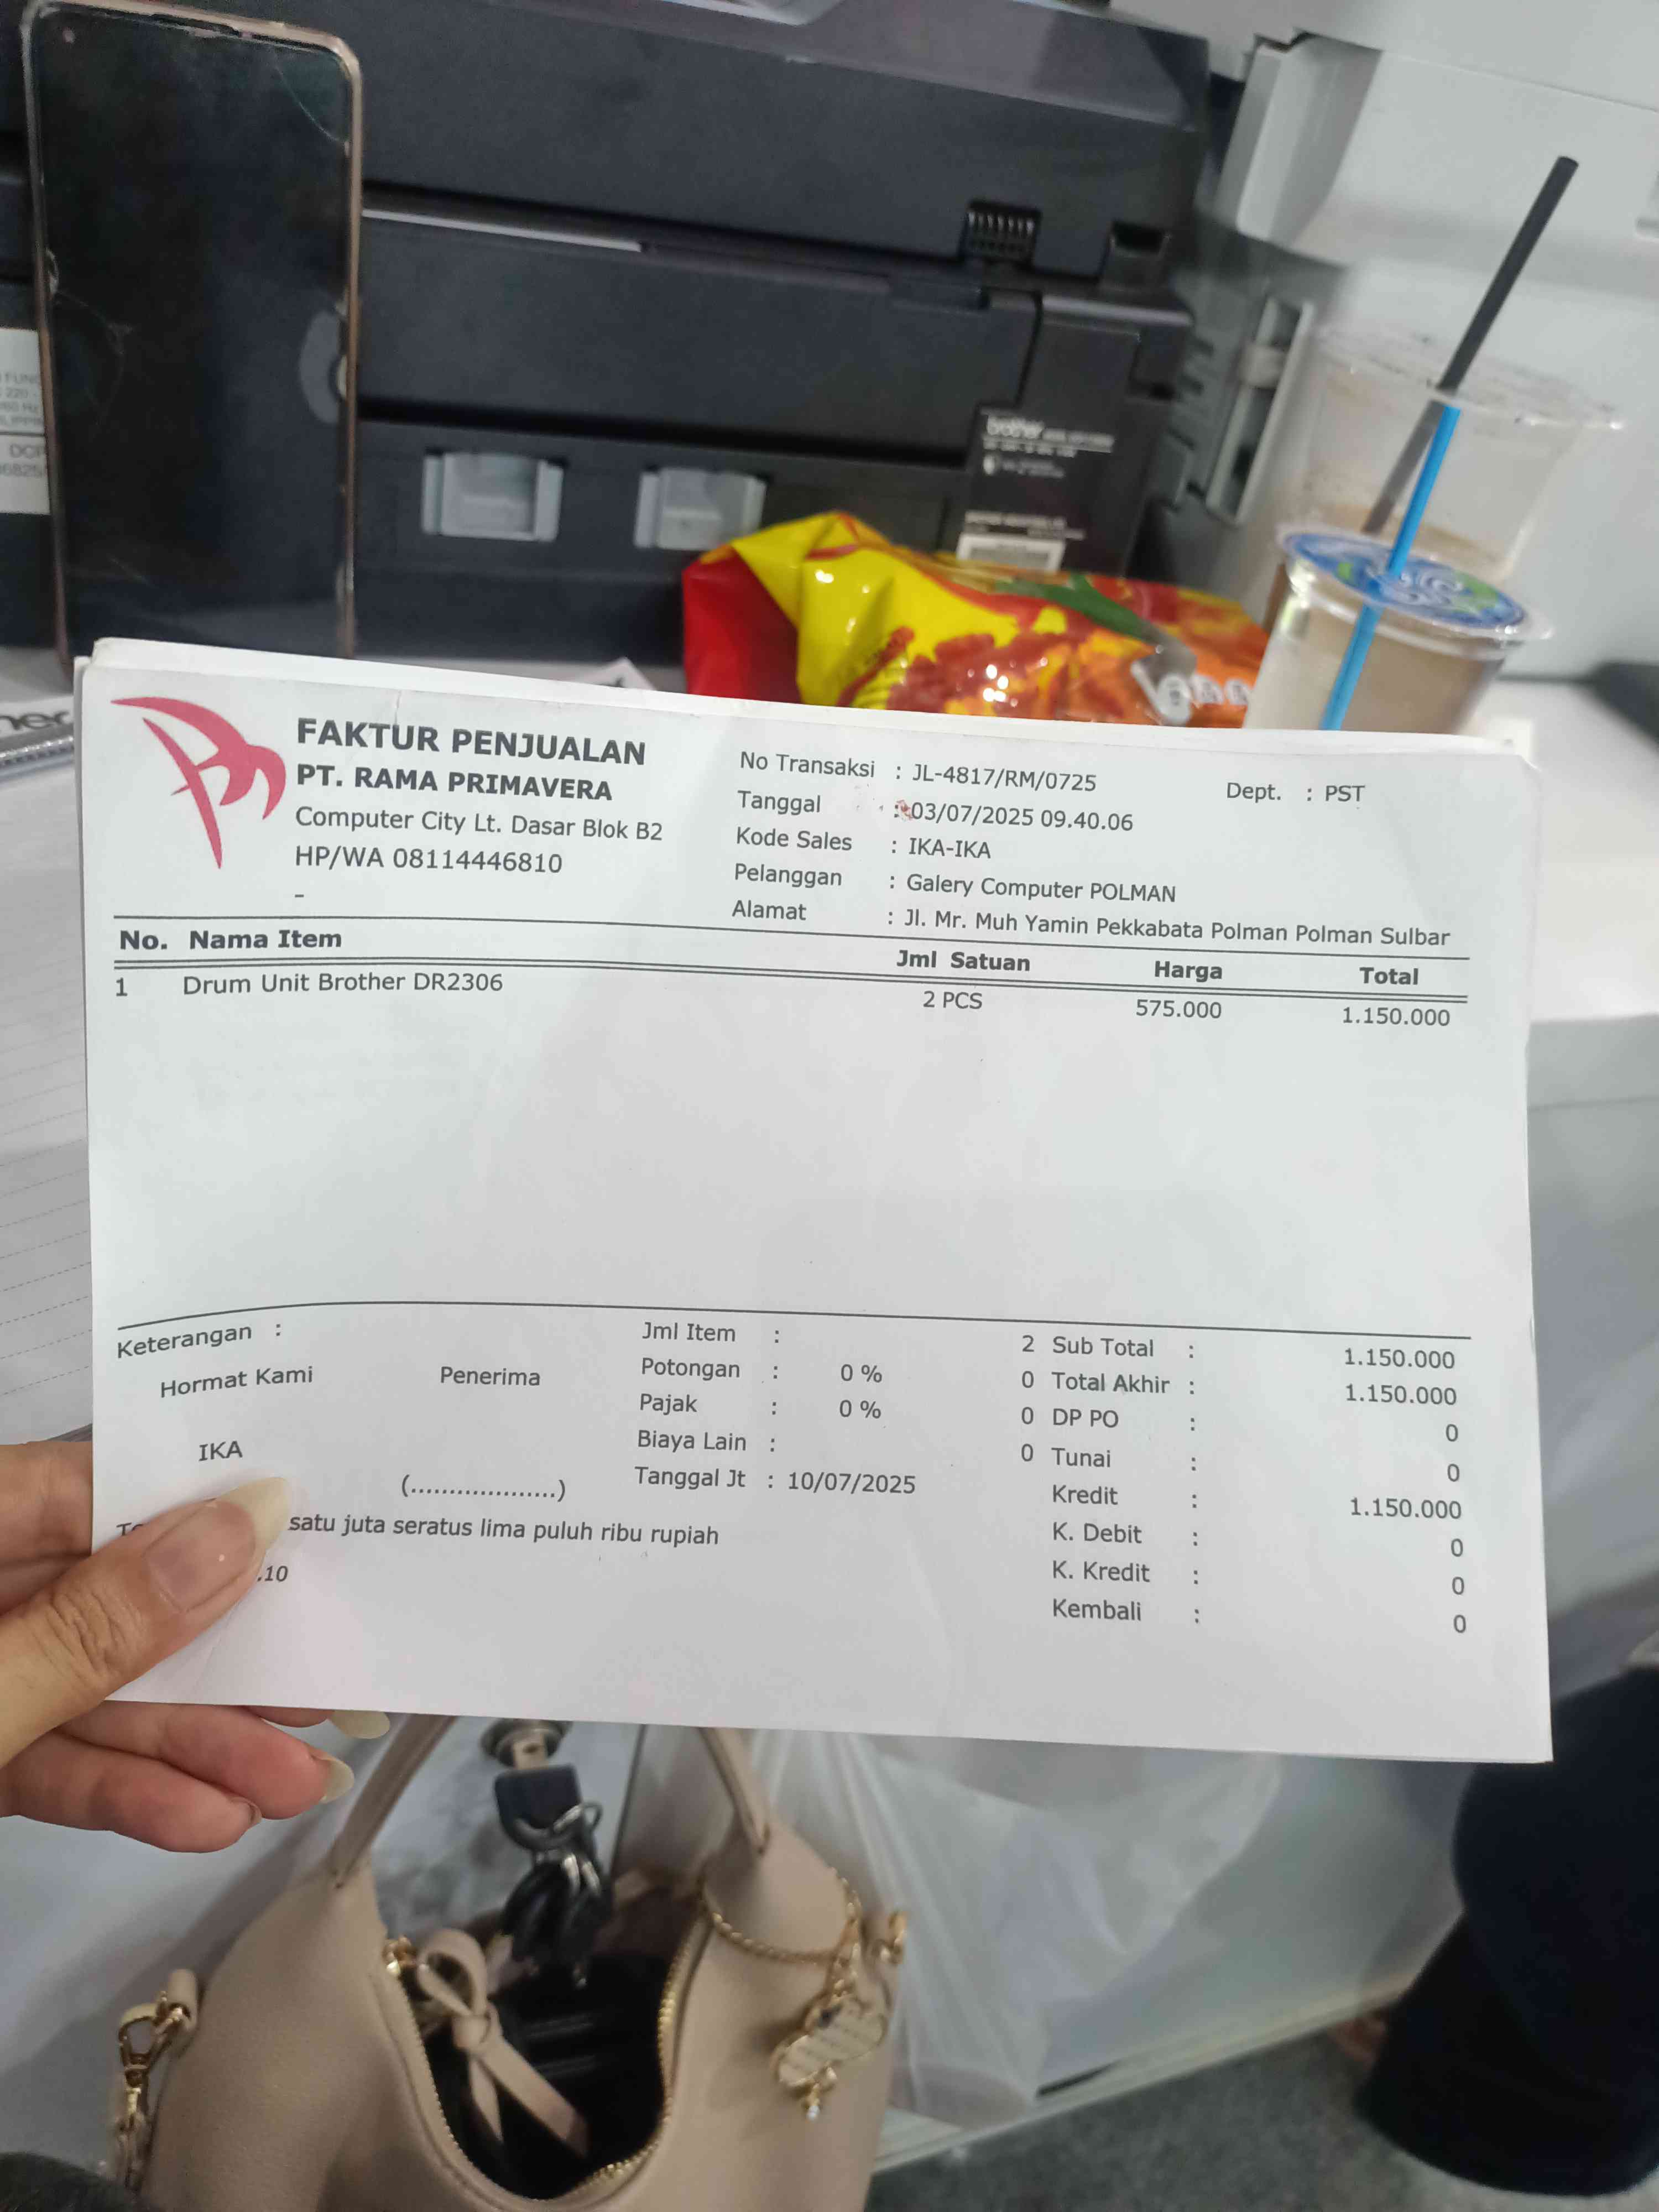 FAKTUR PENJUALAN
PT. RAMA PRIMAVERA
Computer City Lt. Dasar Blok B2
HP/WA 08114446810
-
No Transaksi : JL-4817/RM/0725
Dept. : PST
Tanggal : 03/07/2025 09.40.06
Kode Sales : IKA-IKA
Pelanggan : Galery Computer POLMAN
Alamat : Jl. Mr. Muh Yamin Pekkabata Polman Polman Sulbar
No. Nama Item Jml Satuan Harga Total
1 Drum Unit Brother DR2306 2 PCS 575.000 1.150.000
Keterangan :
Hormat Kami Penerima
IKA
(...................)
Jml Item : 2
Potongan : 0 % 0
Pajak : 0 % 0
Biaya Lain : 0
Tanggal Jt : 10/07/2025
Sub Total : 1.150.000
Total Akhir : 1.150.000
DP PO : 0
Tunai : 0
Kredit : 1.150.000
K. Debit : 0
K. Kredit : 0
Kembali : 0
satu juta seratus lima puluh ribu rupiah
.10
brother